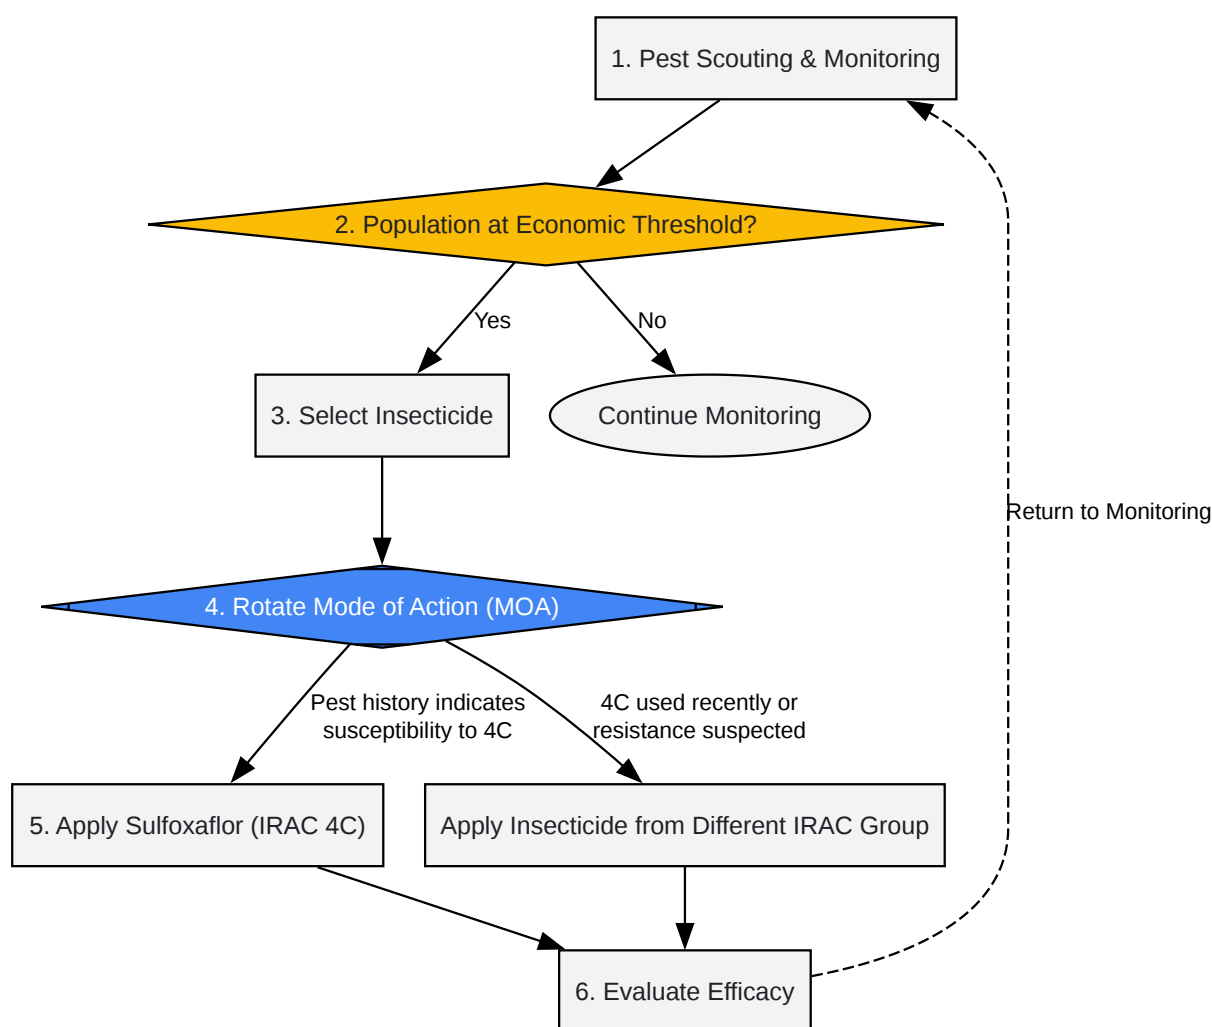 1. Pest Scouting & Monitoring
2. Population at Economic Threshold?
Yes
No
3. Select Insecticide
Continue Monitoring
Return to Monitoring
4. Rotate Mode of Action (MOA)
Pest history indicates
susceptibility to 4C
4C used recently or
resistance suspected
5. Apply Sulfoxaflor (IRAC 4C)
Apply Insecticide from Different IRAC Group
6. Evaluate Efficacy